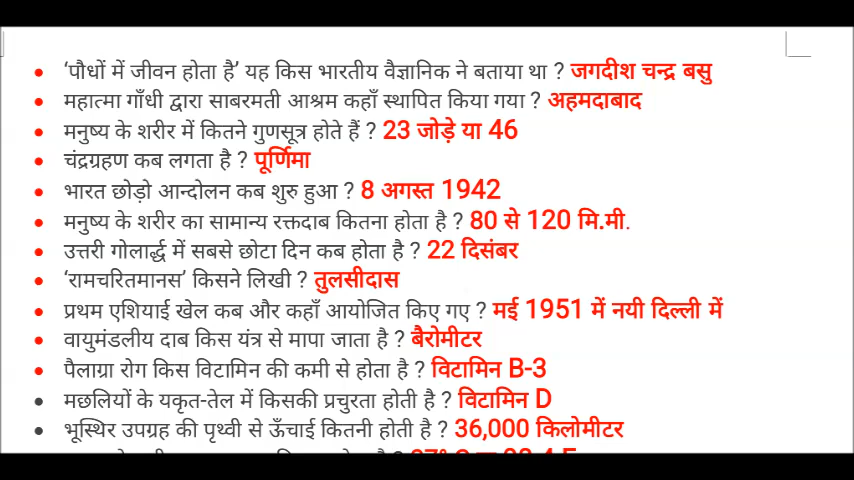 • ‘पौधों में जीवन होता है’ यह किस भारतीय वैज्ञानिक ने बताया था ? जगदीश चन्द्र बसु
• महात्मा गाँधी द्वारा साबरमती आश्रम कहाँ स्थापित किया गया ? अहमदाबाद
• मनुष्य के शरीर में कितने गुणसूत्र होते हैं ? 23 जोड़े या 46
• चंद्रग्रहण कब लगता है ? पूर्णिमा
• भारत छोड़ो आन्दोलन कब शुरु हुआ ? 8 अगस्त 1942
• मनुष्य के शरीर का सामान्य रक्तदाब कितना होता है ? 80 से 120 मि.मी.
• उत्तरी गोलार्द्ध में सबसे छोटा दिन कब होता है ? 22 दिसंबर
• ‘रामचरितमानस’ किसने लिखी ? तुलसीदास
• प्रथम एशियाई खेल कब और कहाँ आयोजित किए गए ? मई 1951 में नयी दिल्ली में
• वायुमंडलीय दाब किस यंत्र से मापा जाता है ? बैरोमीटर
• पैलाग्रा रोग किस विटामिन की कमी से होता है ? विटामिन B-3
• मछलियों के यकृत-तेल में किसकी प्रचुरता होती है ? विटामिन D
• भूस्थिर उपग्रह की पृथ्वी से ऊँचाई कितनी होती है ? 36,000 किलोमीटर